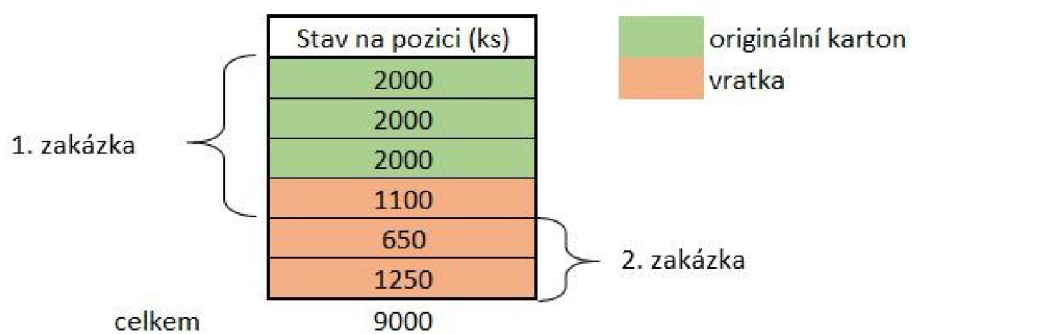 Stav na pozici (ks)
2000
2000
2000
1100
650
1250
celkem 9000
1. zakázka
2. zakázka
originální karton
vratka